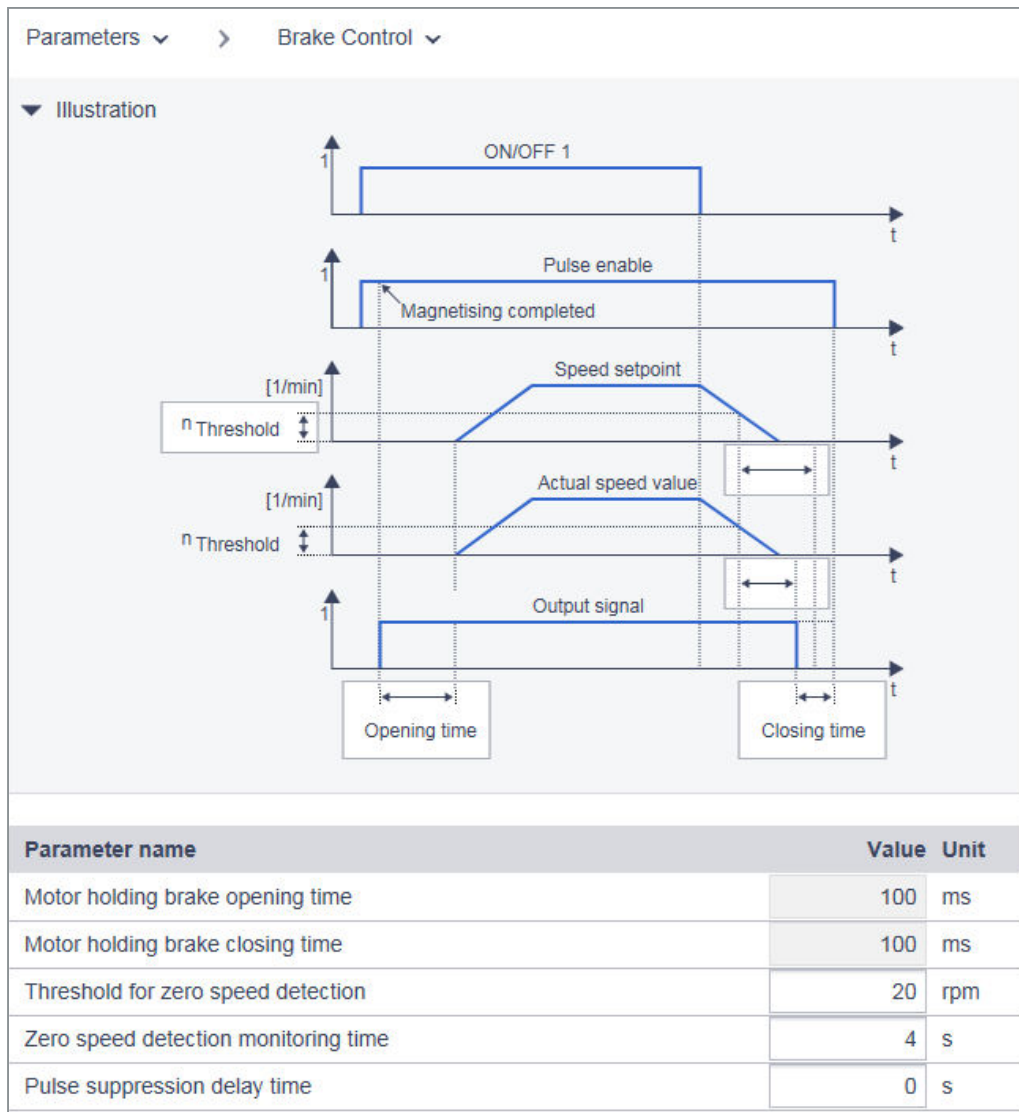 Parameters > Brake Control
Illustration
1
ON/OFF 1
t
1
Pulse enable
Magnetising completed
t
[1/min]
Speed setpoint
n Threshold
t
[1/min]
Actual speed value
n Threshold
t
1
Output signal
t
Opening time
Closing time
Parameter name Value Unit
Motor holding brake opening time 100 ms
Motor holding brake closing time 100 ms
Threshold for zero speed detection 20 rpm
Zero speed detection monitoring time 4 s
Pulse suppression delay time 0 s